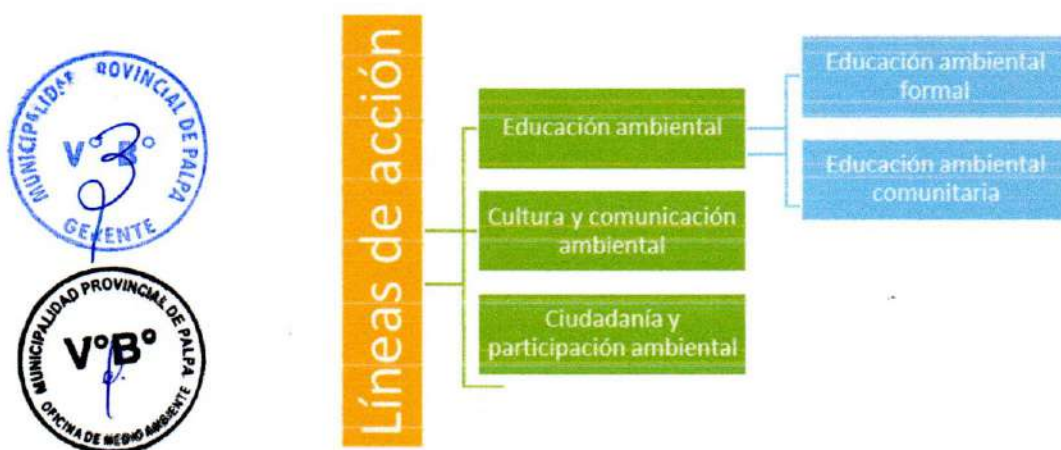 MUNICIPALIDAD PROVINCIAL DE PALPA
V° B°
GERENTE
MUNICIPALIDAD PROVINCIAL DE PALPA
V°B°
OFICINA DE MEDIO AMBIENTE
Líneas de acción
Educación ambiental
Cultura y comunicación
ambiental
Ciudadanía y
participación ambiental
Educación ambiental
formal
Educación ambiental
comunitaria